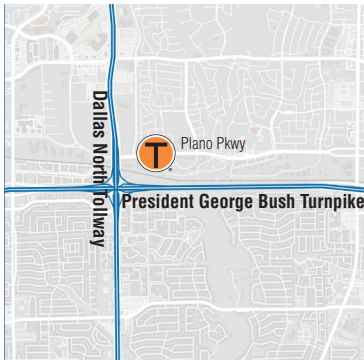 Dallas North Tollway
T
Plano Pkwy
President George Bush Turnpike